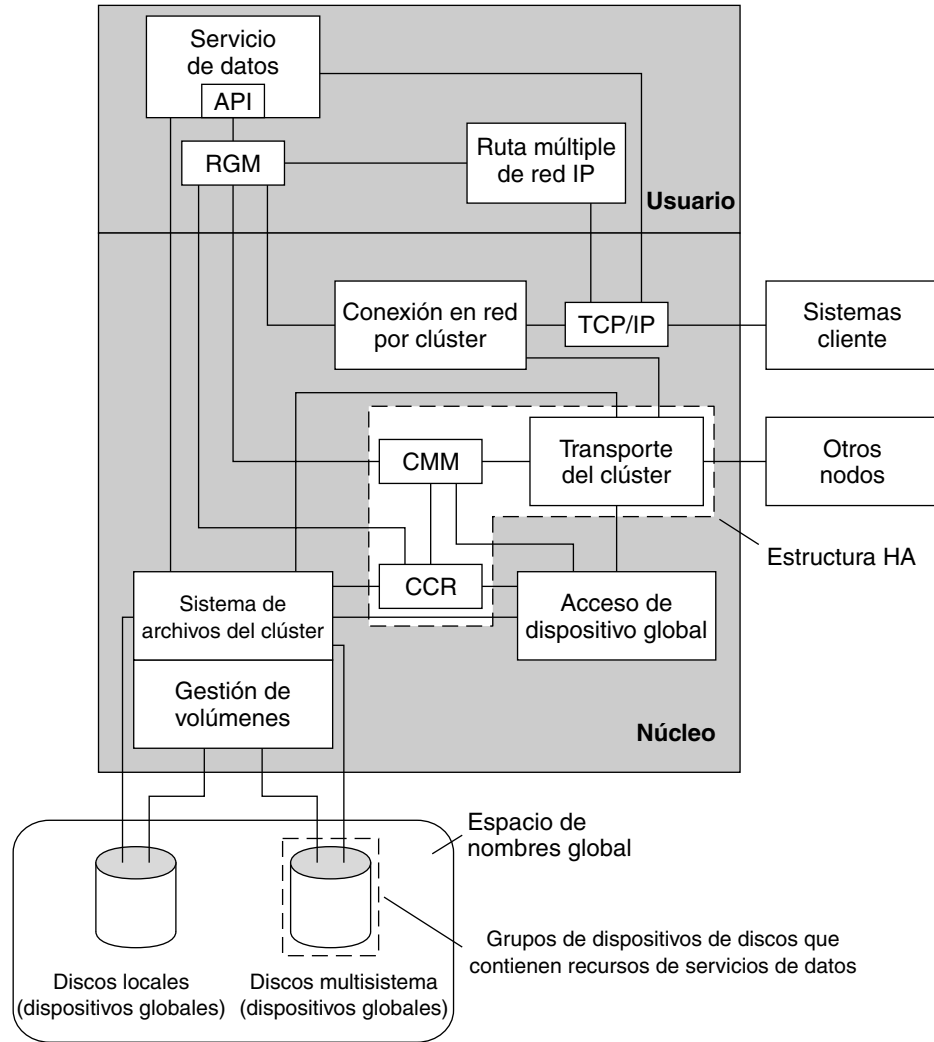 Servicio
de datos
API
RGM
Ruta múltiple
de red IP
Usuario
Conexión en red
por clúster
TCP/IP
Sistemas
cliente
CMM
Transporte
del clúster
Otros
nodos
Estructura HA
CCR
Sistema de
archivos del clúster
Acceso de
dispositivo global
Gestión de
volúmenes
Núcleo
Espacio de
nombres global
Grupos de dispositivos de discos que
contienen recursos de servicios de datos
Discos locales
(dispositivos globales)
Discos multisistema
(dispositivos globales)